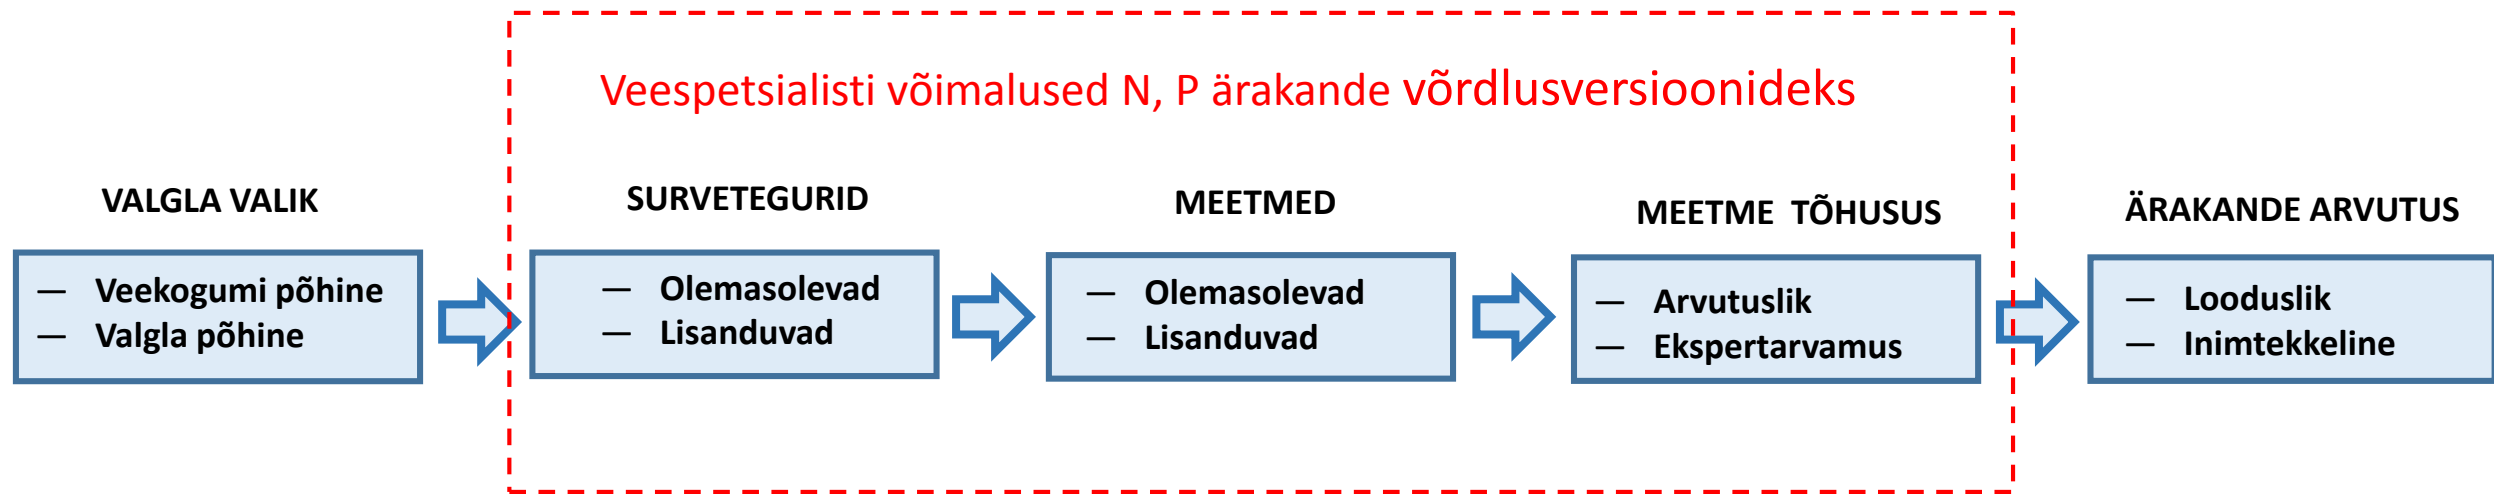 Veespetsialisti võimalused N, P ärakande võrdlusversioonideks
VALGLA VALIK
— Veekogumi põhine
— Valgla põhine
SURVETEGURID
— Olemasolevad
— Lisanduvad
MEETMED
— Olemasolevad
— Lisanduvad
MEETME TÕHUSUS
— Arvutuslik
— Ekspertarvamus
ÄRAKANDE ARVUTUS
— Looduslik
— Inimtekkeline